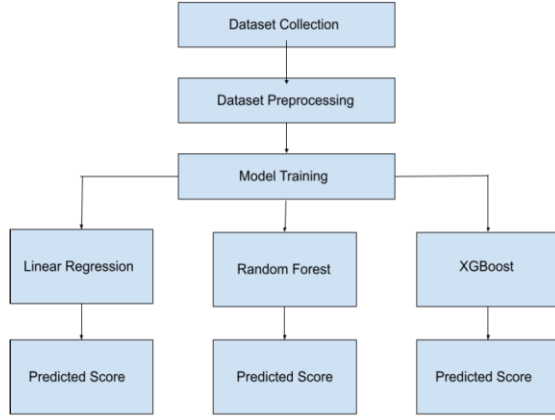 Dataset Collection
Dataset Preprocessing
Model Training
Linear Regression
Random Forest
XGBoost
Predicted Score
Predicted Score
Predicted Score